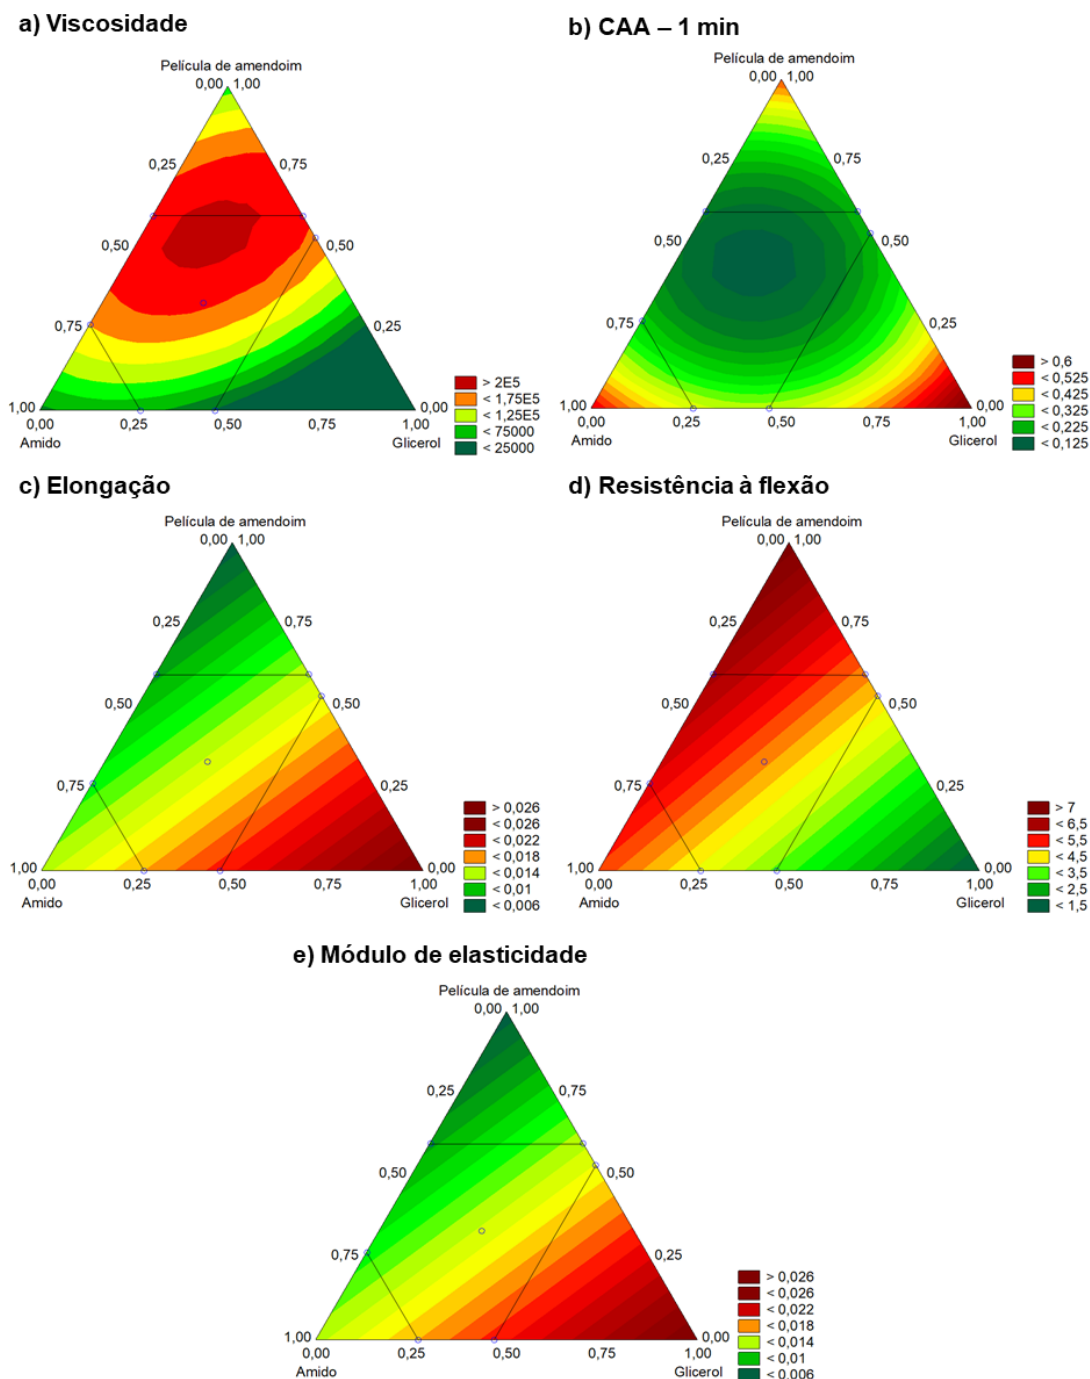 a) Viscosidade
Película de amendoim
0,00 1,00
0,25 0,75
0,50 0,50
0,75 0,25
1,00 0,00
0,00 0,25 0,50 0,75 1,00
Amido Glicerol
> 2E5
< 1,75E5
< 1,25E5
< 75000
< 25000
b) CAA – 1 min
Película de amendoim
0,00 1,00
0,25 0,75
0,50 0,50
0,75 0,25
1,00 0,00
0,00 0,25 0,50 0,75 1,00
Amido Glicerol
> 0,6
< 0,525
< 0,425
< 0,325
< 0,225
< 0,125
c) Elongação
Película de amendoim
0,00 1,00
0,25 0,75
0,50 0,50
0,75 0,25
1,00 0,00
0,00 0,25 0,50 0,75 1,00
Amido Glicerol
> 0,026
< 0,026
< 0,022
< 0,018
< 0,014
< 0,01
< 0,006
d) Resistência à flexão
Película de amendoim
0,00 1,00
0,25 0,75
0,50 0,50
0,75 0,25
1,00 0,00
0,00 0,25 0,50 0,75 1,00
Amido Glicerol
> 7
< 6,5
< 5,5
< 4,5
< 3,5
< 2,5
< 1,5
e) Módulo de elasticidade
Película de amendoim
0,00 1,00
0,25 0,75
0,50 0,50
0,75 0,25
1,00 0,00
0,00 0,25 0,50 0,75 1,00
Amido Glicerol
> 0,026
< 0,026
< 0,022
< 0,018
< 0,014
< 0,01
< 0,006